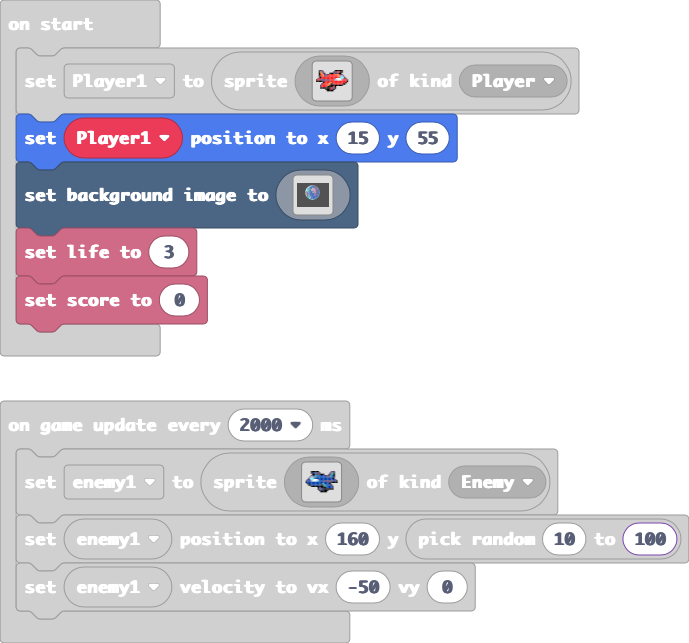 on start
set Player1 to sprite of kind Player
set Player1 position to x 15 y 55
set background image to
set life to 3
set score to 0
on game update every 2000 ms
set enemy1 to sprite of kind Enemy
set enemy1 position to x 160 y pick random 10 to 100
set enemy1 velocity to vx -50 vy 0